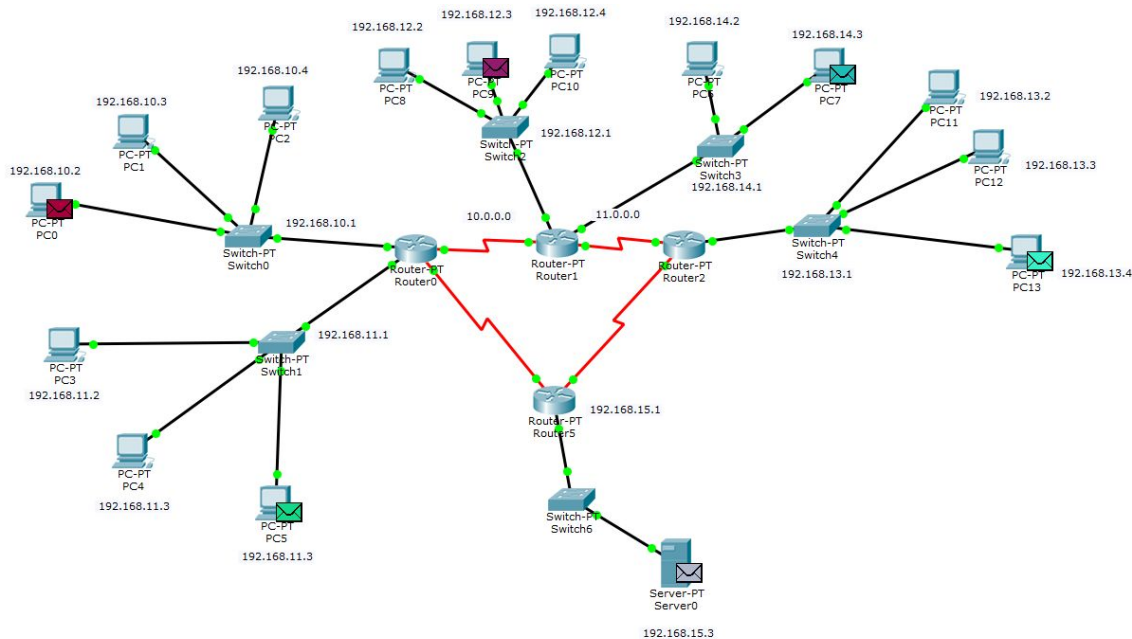 192.168.12.2
192.168.12.3
192.168.12.4
192.168.14.2
192.168.14.3
192.168.10.4
192.168.10.3
192.168.10.2
PC-PT
PC8
PC-PT
PC9
PC-PT
PC10
PC-PT
PC6
PC-PT
PC7
PC-PT
PC2
PC-PT
PC1
PC-PT
PC0
192.168.10.1
Switch-PT
Switch0
Switch-PT
Switch2
192.168.12.1
Switch-PT
Switch3
192.168.14.1
PC-PT
PC11
192.168.13.2
PC-PT
PC12
192.168.13.3
10.0.0.0
11.0.0.0
Router-PT
Router0
Router-PT
Router1
Router-PT
Router2
Switch-PT
Switch4
192.168.13.1
PC-PT
PC13
192.168.13.4
192.168.11.1
Switch-PT
Switch1
PC-PT
PC3
192.168.11.2
PC-PT
PC4
192.168.11.3
PC-PT
PC5
192.168.11.3
192.168.15.1
Router-PT
Router5
Switch-PT
Switch6
Server-PT
Server0
192.168.15.3